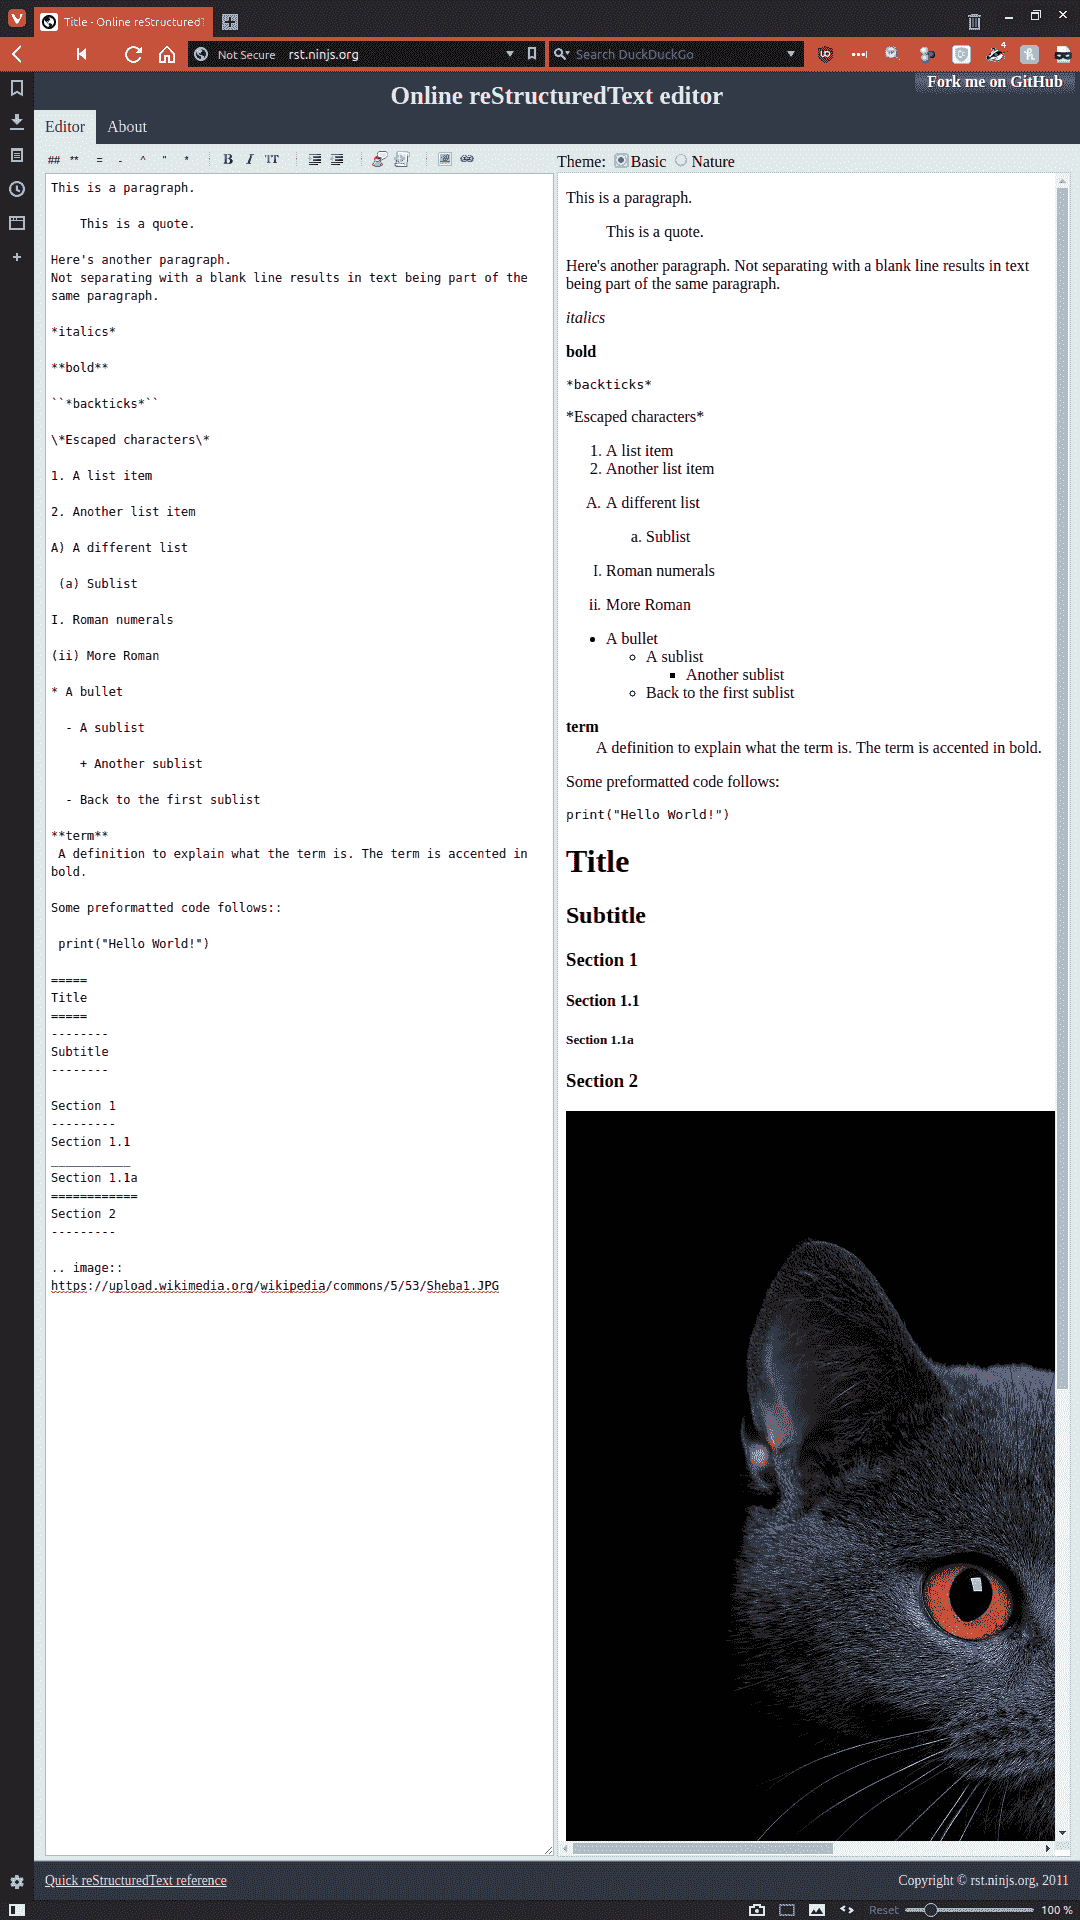 Title - Online reStructuredT
Not Secure rst.ninjs.org
Search DuckDuckGo
4
Fork me on GitHub
Online reStructuredText editor
Editor
About
## ** = - ^ " * B I TT
Theme: Basic Nature
This is a paragraph.
This is a quote.
Here's another paragraph.
Not separating with a blank line results in text being part of the
same paragraph.
*italics*
**bold**
``*backticks*``
\*Escaped characters\*
1. A list item
2. Another list item
A) A different list
(a) Sublist
I. Roman numerals
(ii) More Roman
* A bullet
- A sublist
+ Another sublist
- Back to the first sublist
**term**
A definition to explain what the term is. The term is accented in
bold.
Some preformatted code follows::
print("Hello World!")
=====
Title
=====
--------
Subtitle
--------
Section 1
---------
Section 1.1
___________
Section 1.1a
============
Section 2
---------
.. image::
https://upload.wikimedia.org/wikipedia/commons/5/53/Sheba1.JPG
This is a paragraph.
This is a quote.
Here's another paragraph. Not separating with a blank line results in text
being part of the same paragraph.
italics
bold
*backticks*
*Escaped characters*
1. A list item
2. Another list item
A. A different list
a. Sublist
I. Roman numerals
ii. More Roman
• A bullet
◦ A sublist
▪ Another sublist
◦ Back to the first sublist
term
A definition to explain what the term is. The term is accented in bold.
Some preformatted code follows:
print("Hello World!")
Title
Subtitle
Section 1
Section 1.1
Section 1.1a
Section 2
Quick reStructuredText reference
Copyright © rst.ninjs.org, 2011
Reset
100 %